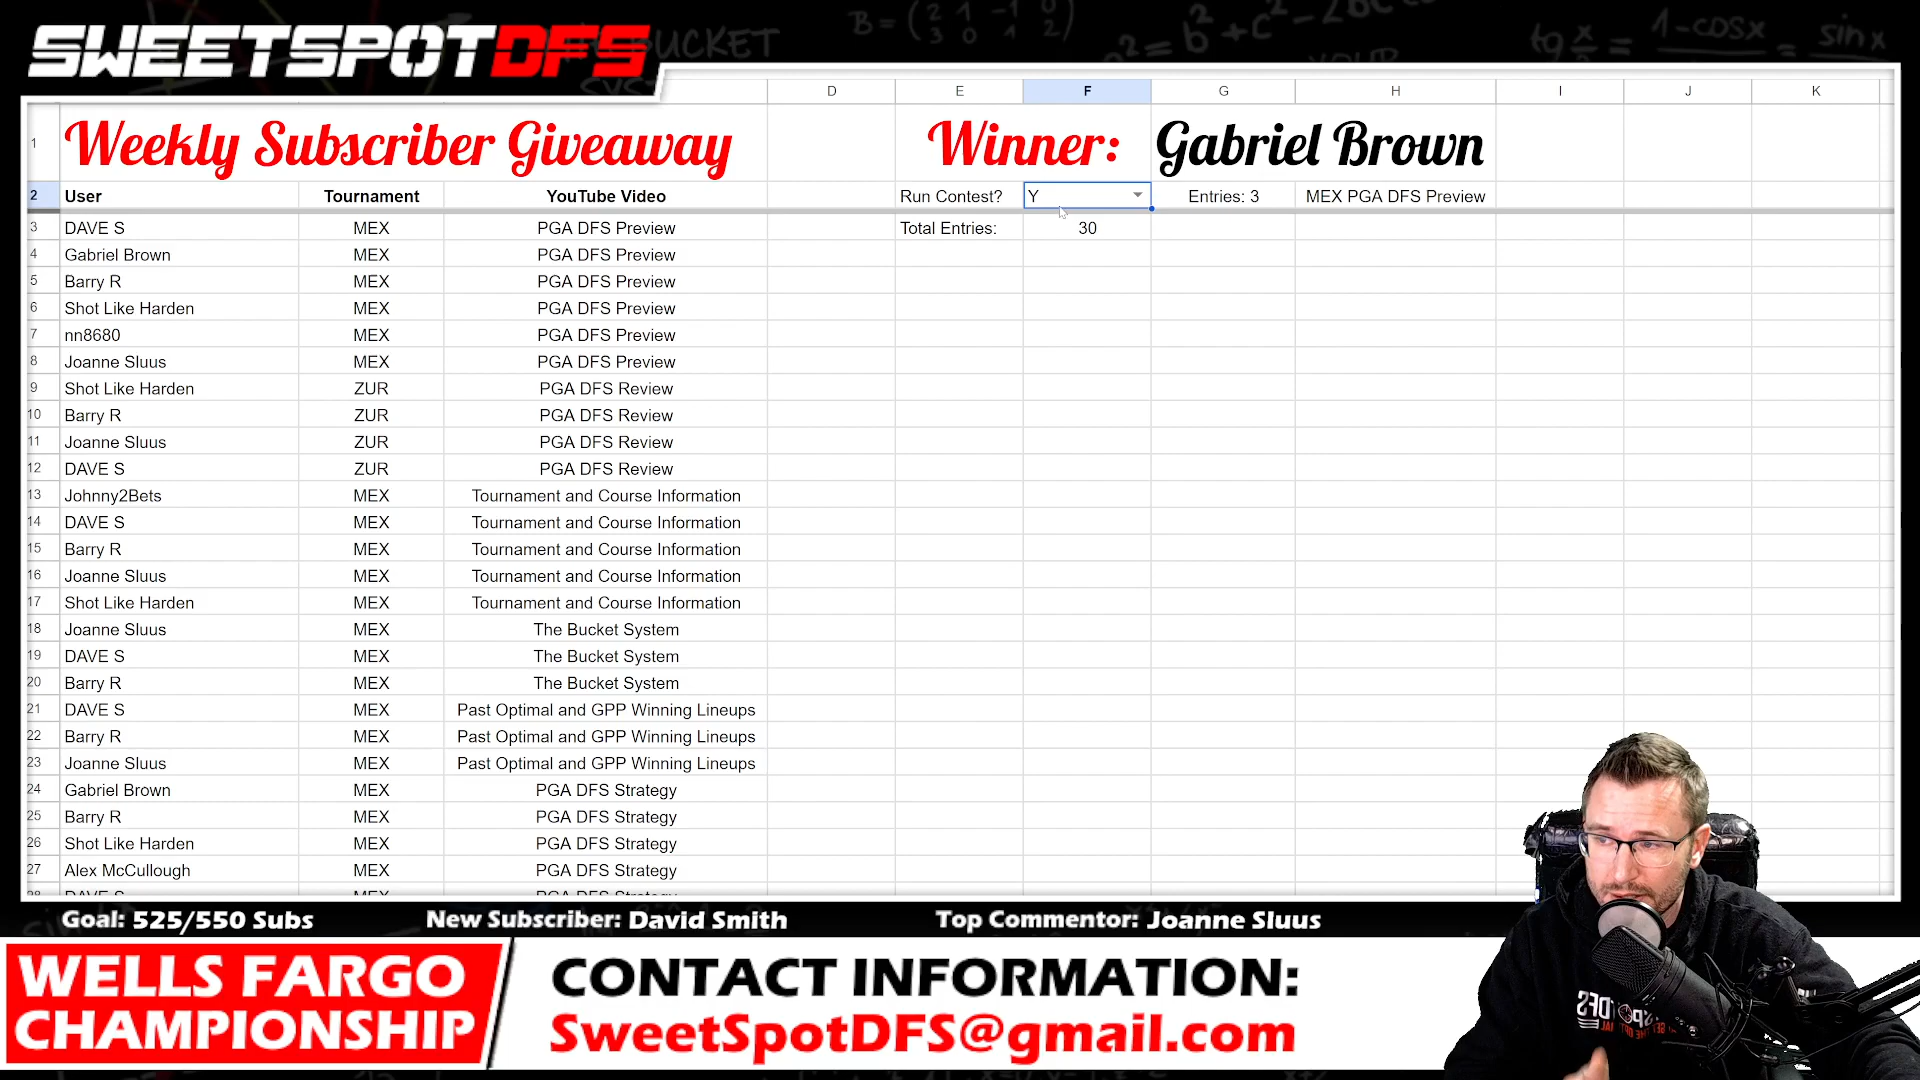 SWEETSPOTDFS
D E F G H I J K
1 Weekly Subscriber Giveaway Winner: Gabriel Brown
2 User Tournament YouTube Video Run Contest? Y Entries: 3 MEX PGA DFS Preview
3 DAVE S MEX PGA DFS Preview Total Entries: 30
4 Gabriel Brown MEX PGA DFS Preview
5 Barry R MEX PGA DFS Preview
6 Shot Like Harden MEX PGA DFS Preview
7 nn8680 MEX PGA DFS Preview
8 Joanne Sluus MEX PGA DFS Preview
9 Shot Like Harden ZUR PGA DFS Review
10 Barry R ZUR PGA DFS Review
11 Joanne Sluus ZUR PGA DFS Review
12 DAVE S ZUR PGA DFS Review
13 Johnny2Bets MEX Tournament and Course Information
14 DAVE S MEX Tournament and Course Information
15 Barry R MEX Tournament and Course Information
16 Joanne Sluus MEX Tournament and Course Information
17 Shot Like Harden MEX Tournament and Course Information
18 Joanne Sluus MEX The Bucket System
19 DAVE S MEX The Bucket System
20 Barry R MEX The Bucket System
21 DAVE S MEX Past Optimal and GPP Winning Lineups
22 Barry R MEX Past Optimal and GPP Winning Lineups
23 Joanne Sluus MEX Past Optimal and GPP Winning Lineups
24 Gabriel Brown MEX PGA DFS Strategy
25 Barry R MEX PGA DFS Strategy
26 Shot Like Harden MEX PGA DFS Strategy
27 Alex McCullough MEX PGA DFS Strategy
28 DAVE S MEX PGA DFS Strategy
Goal: 525/550 Subs New Subscriber: David Smith Top Commentor: Joanne Sluus
WELLS FARGO
CHAMPIONSHIP
CONTACT INFORMATION:
SweetSpotDFS@gmail.com